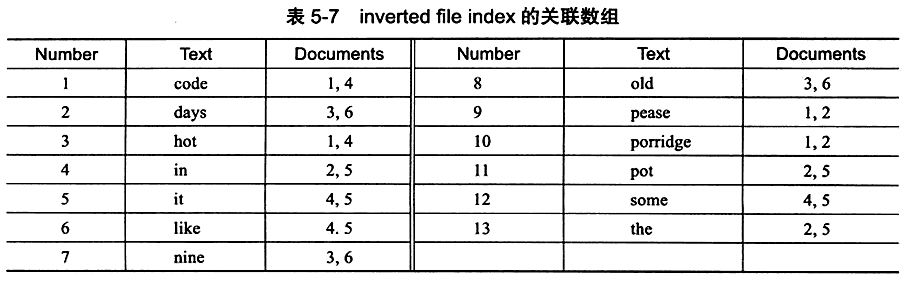 表 5-7 inverted file index 的关联数组
Number Text Documents Number Text Documents
1 code 1, 4 8 old 3, 6
2 days 3, 6 9 pease 1, 2
3 hot 1, 4 10 porridge 1, 2
4 in 2, 5 11 pot 2, 5
5 it 4, 5 12 some 4, 5
6 like 4. 5 13 the 2, 5
7 nine 3, 6